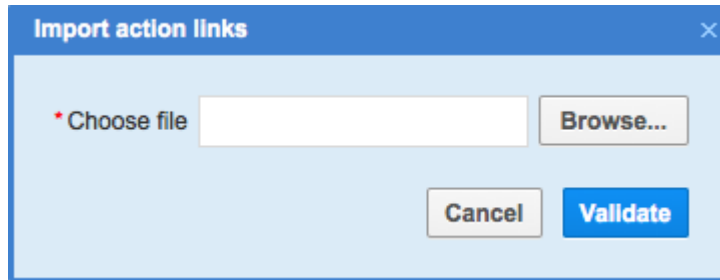 Import action links
* Choose file Browse...
Cancel Validate